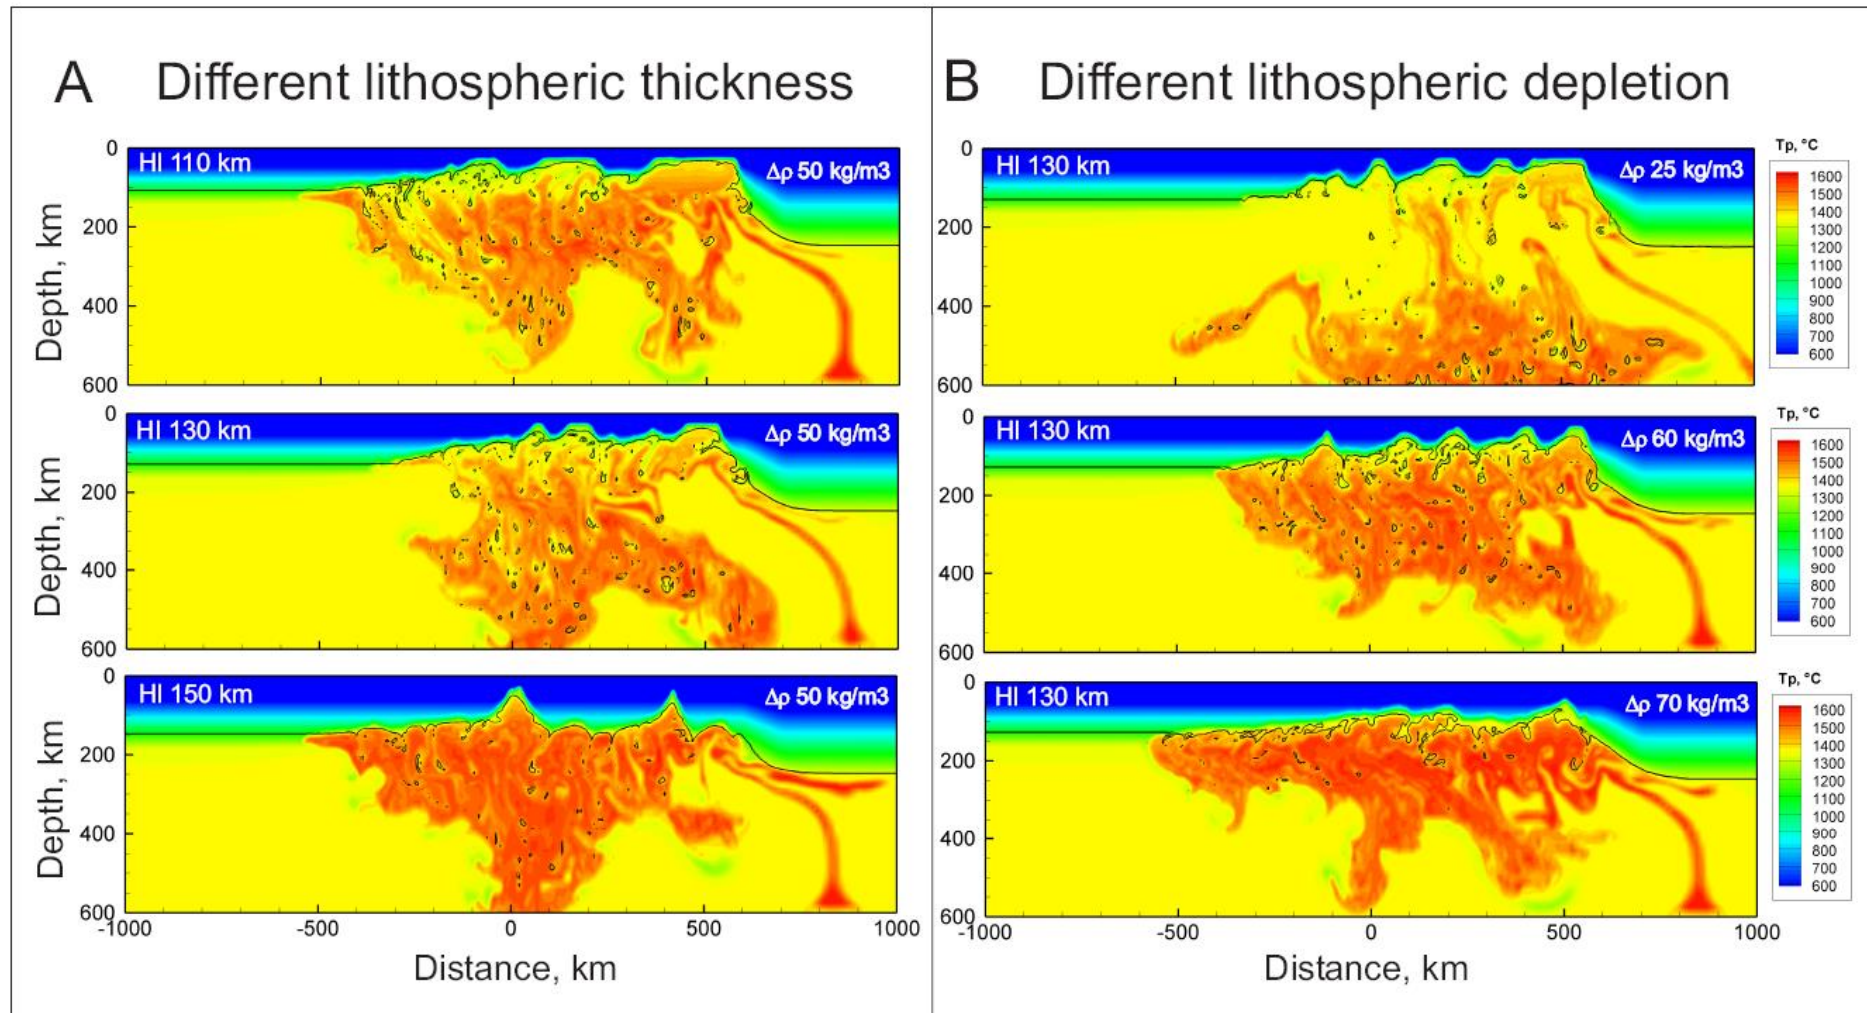 A Different lithospheric thickness
HI 110 km
Δρ 50 kg/m3
0
200
400
600
Depth, km
HI 130 km
Δρ 50 kg/m3
0
200
400
600
Depth, km
HI 150 km
Δρ 50 kg/m3
0
200
400
600
Depth, km
-1000 -500 0 500 1000
Distance, km
B Different lithospheric depletion
HI 130 km
Δρ 25 kg/m3
0
200
400
600
Tp, °C
1600
1500
1400
1300
1200
1100
1000
900
800
700
600
HI 130 km
Δρ 60 kg/m3
0
200
400
600
Tp, °C
1600
1500
1400
1300
1200
1100
1000
900
800
700
600
HI 130 km
Δρ 70 kg/m3
0
200
400
600
Tp, °C
1600
1500
1400
1300
1200
1100
1000
900
800
700
600
-1000 -500 0 500 1000
Distance, km